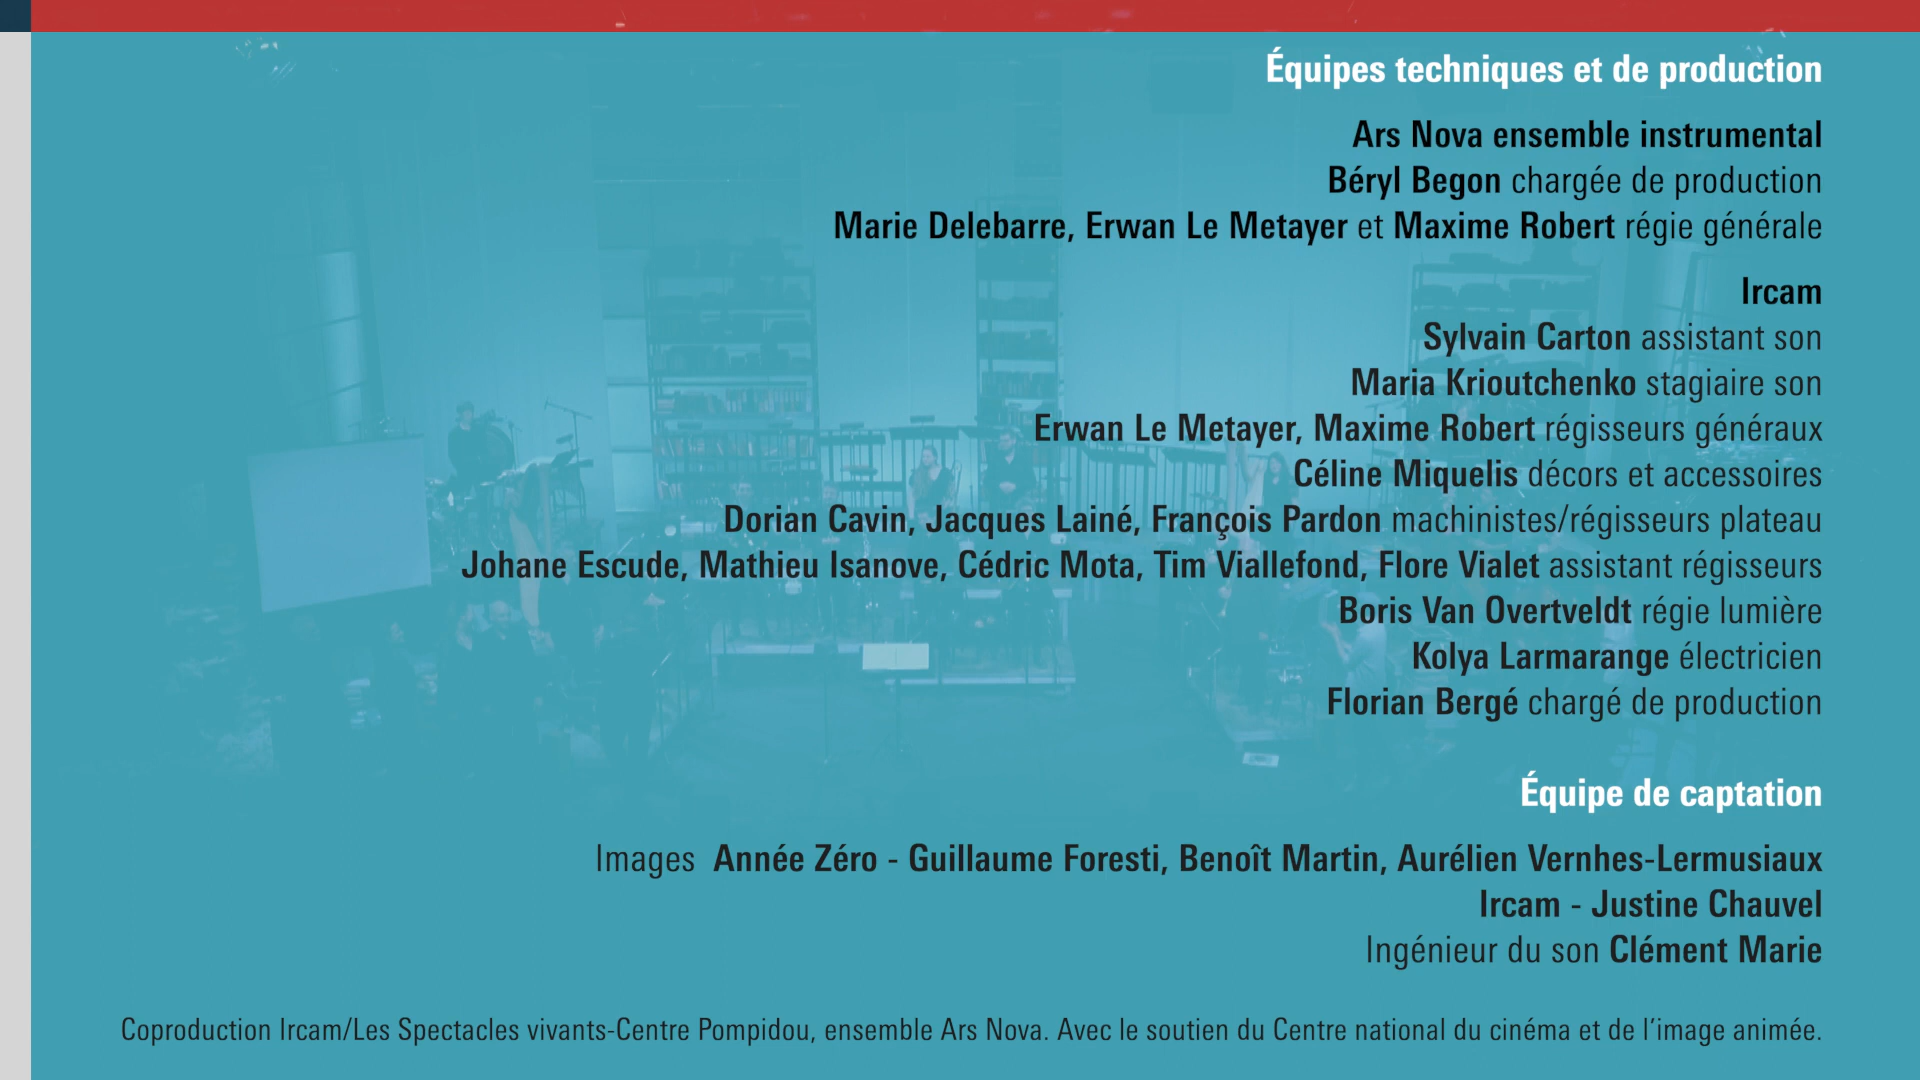 Équipes techniques et de production
Ars Nova ensemble instrumental
Béryl Begon chargée de production
Marie Delebarre, Erwan Le Metayer et Maxime Robert régie générale
Ircam
Sylvain Carton assistant son
Maria Krioutchenko stagiaire son
Erwan Le Metayer, Maxime Robert régisseurs généraux
Céline Miquelis décors et accessoires
Dorian Cavin, Jacques Lainé, François Pardon machinistes/régisseurs plateau
Johane Escude, Mathieu Isanove, Cédric Mota, Tim Viallefond, Flore Vialet assistant régisseurs
Boris Van Overtveldt régie lumière
Kolya Larmarange électricien
Florian Bergé chargé de production
Équipe de captation
Images Année Zéro - Guillaume Foresti, Benoît Martin, Aurélien Vernhes-Lermusiaux
Ircam - Justine Chauvel
Ingénieur du son Clément Marie
Coproduction Ircam/Les Spectacles vivants-Centre Pompidou, ensemble Ars Nova. Avec le soutien du Centre national du cinéma et de l'image animée.